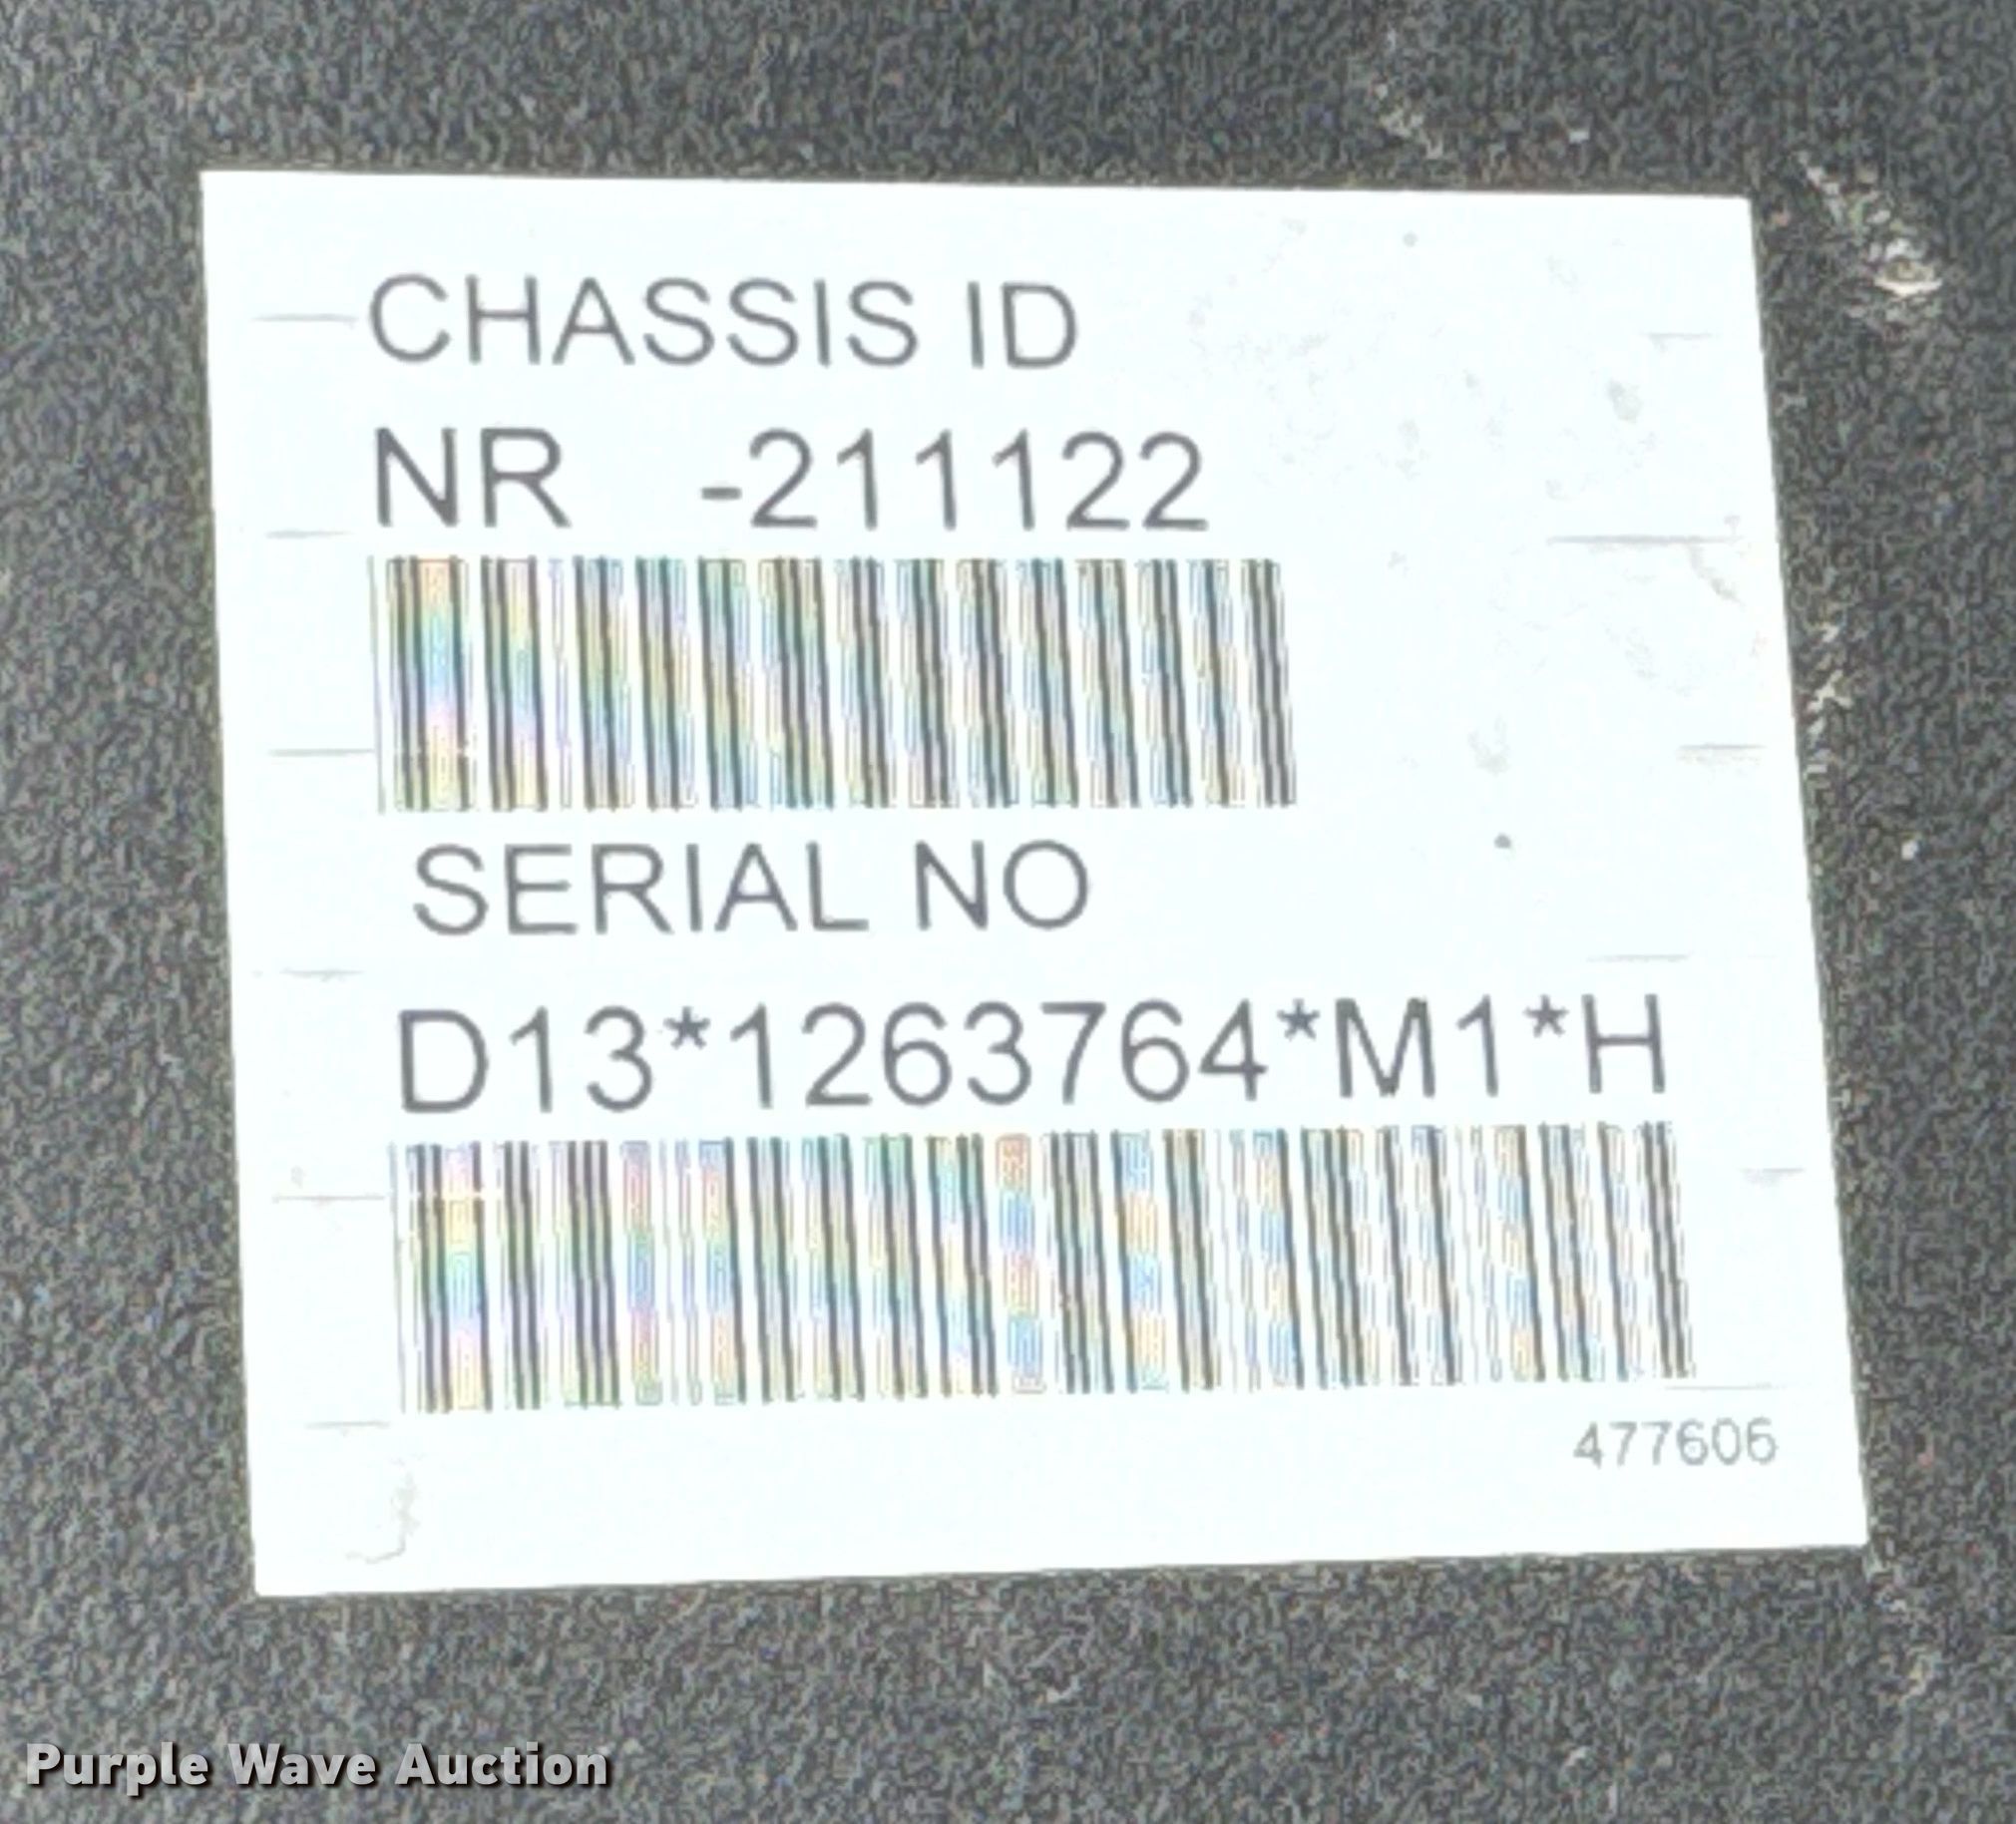 CHASSIS ID
NR -211122
SERIAL NO
D13*1263764*M1*H
477606
Purple Wave Auction